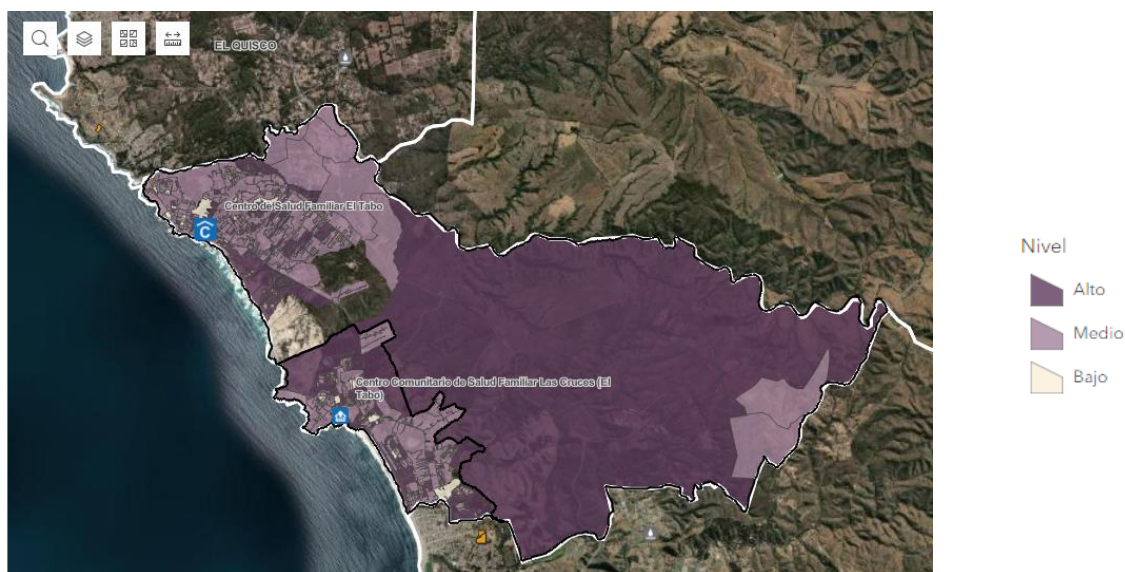 EL QUISCO
Centro de Salud Familiar El Tabo
C
Centro Comunitario de Salud Familiar Las Cruces (El
Tabo)
Nivel
Alto
Medio
Bajo